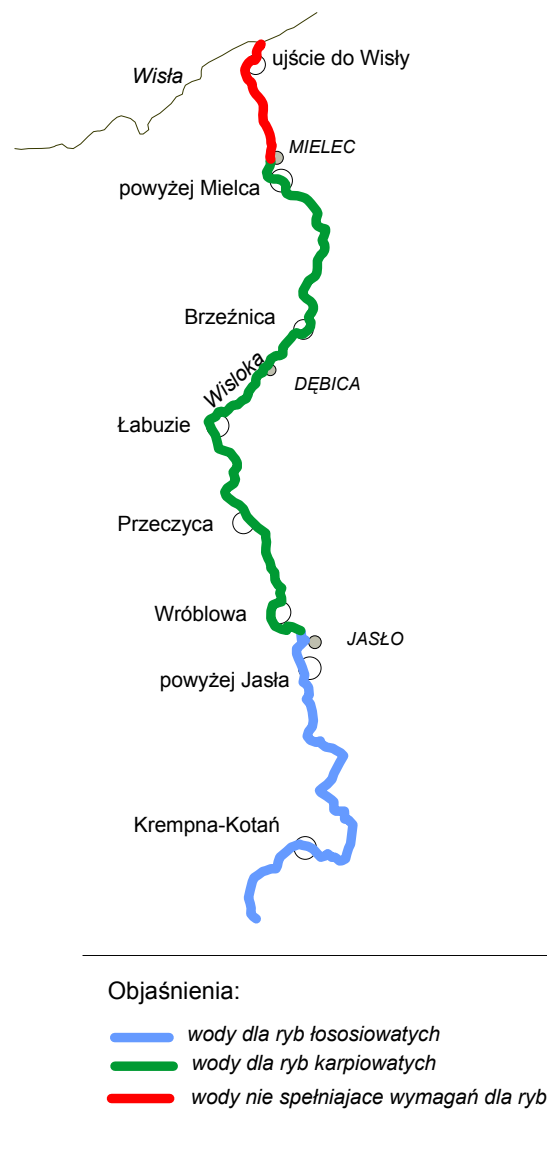 ujście do Wisły
Wisła
MIELEC
powyżej Mielca
Brzeźnica
Wisloka
DĘBICA
Łabuzie
Przeczyca
Wróblowa
JASŁO
powyżej Jasła
Krempna-Kotań
Objaśnienia:
wody dla ryb łososiowatych
wody dla ryb karpiowatych
wody nie spełniajace wymagań dla ryb